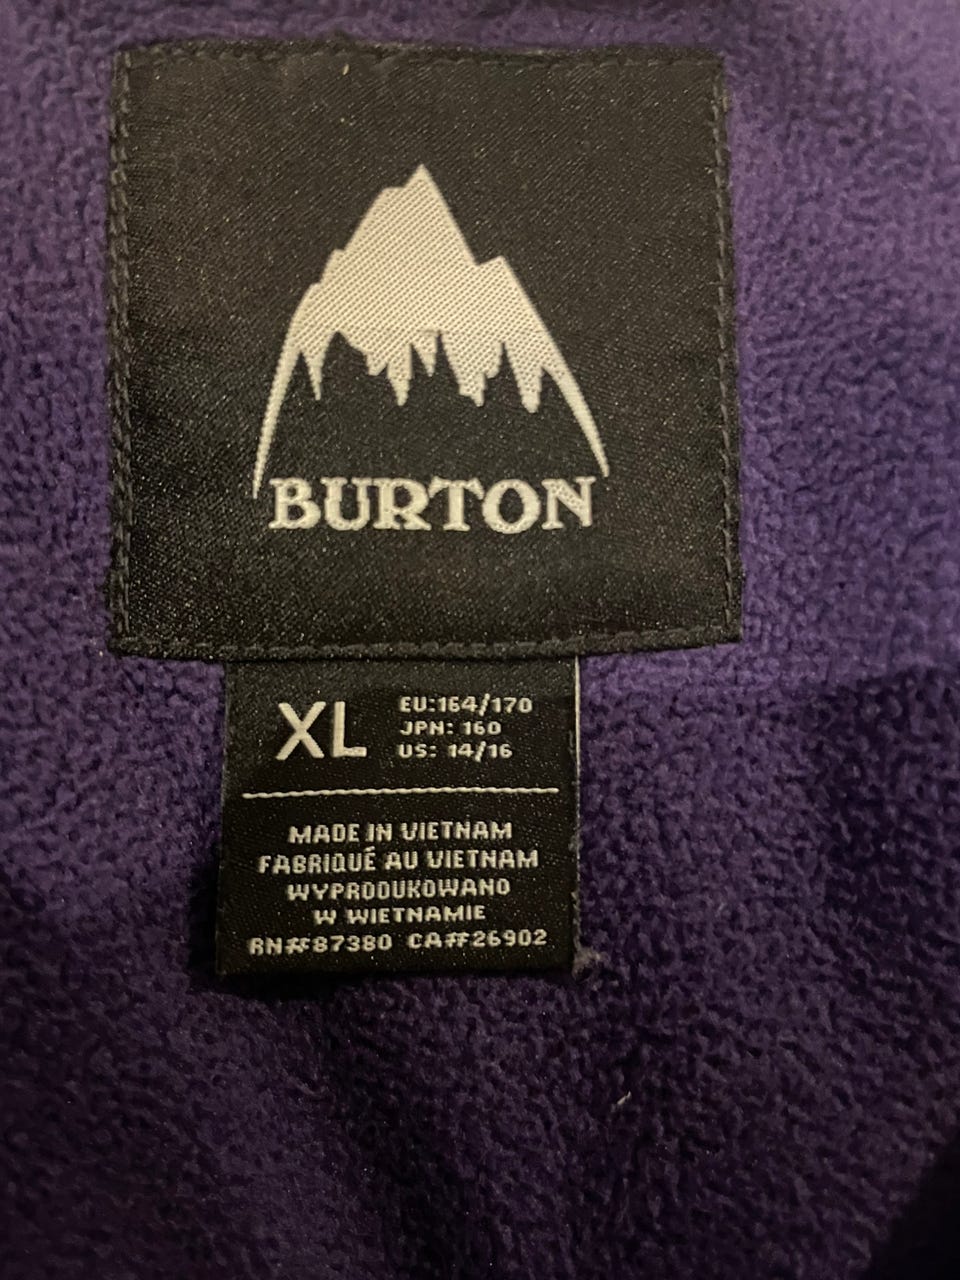 BURTON
XL
EU:164/170
JPN: 160
US: 14/16
MADE IN VIETNAM
FABRIQUÉ AU VIETNAM
WYPRODUKOWANO
W WIETNAMIE
RN#87380 CA#26902